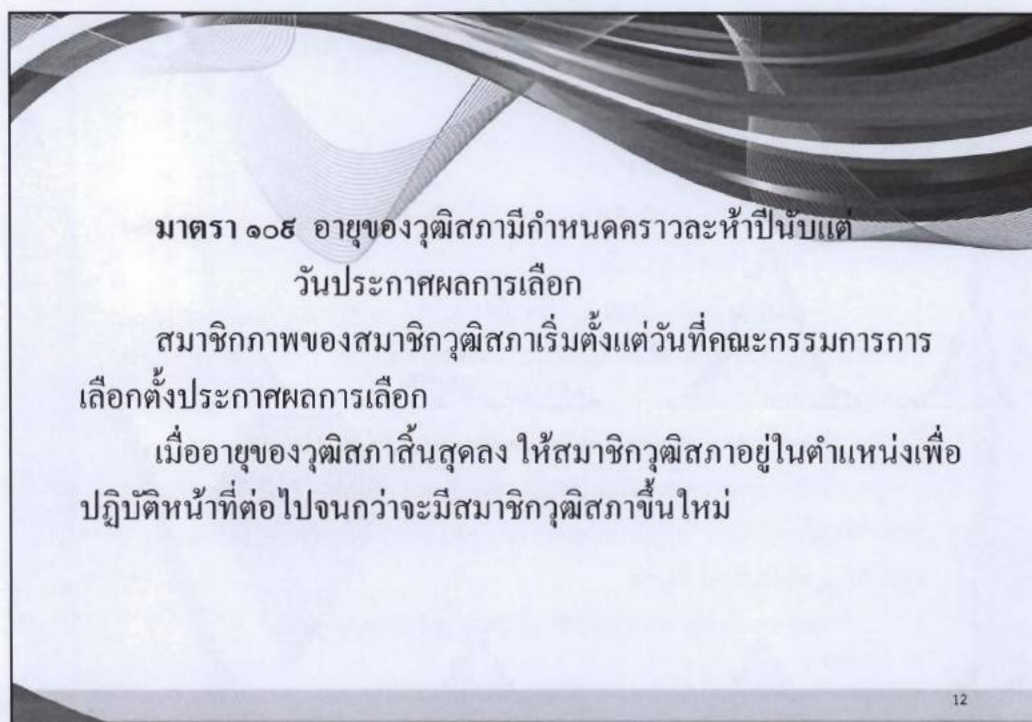 มาตรา ๑๐๙ อายุของวุฒิสภามีกำหนดคราวละห้าปีนับแต่
วันประกาศผลการเลือก
สมาชิกภาพของสมาชิกวุฒิสภาเริ่มตั้งแต่วันที่คณะกรรมการการ
เลือกตั้งประกาศผลการเลือก
เมื่ออายุของวุฒิสภาสิ้นสุดลง ให้สมาชิกวุฒิสภาอยู่ในตำแหน่งเพื่อ
ปฏิบัติหน้าที่ต่อไปจนกว่าจะมีสมาชิกวุฒิสภาขึ้นใหม่
12